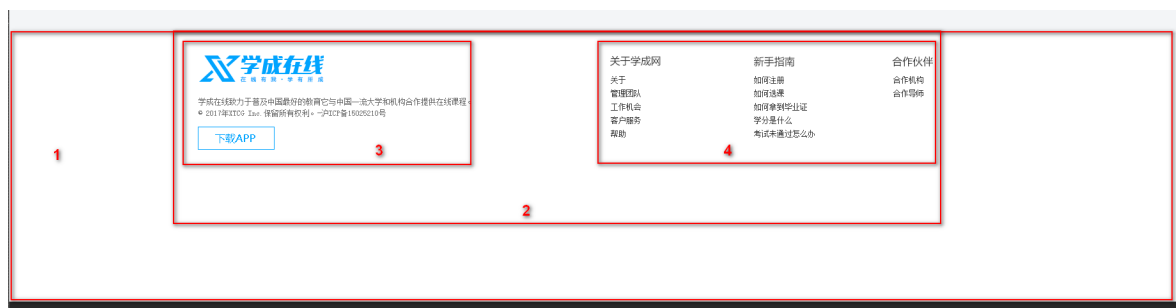 学成在线
在线有我·学有所成
学成在线致力于普及中国最好的教育它与中国一流大学和机构合作提供在线课程。
© 2017年XTCG Inc.保留所有权利。-沪ICP备15025210号
下载APP
3
关于学成网
关于
管理团队
工作机会
客户服务
帮助
新手指南
如何注册
如何选课
如何拿到毕业证
学分是什么
考试未通过怎么办
合作伙伴
合作机构
合作导师
4
1
2